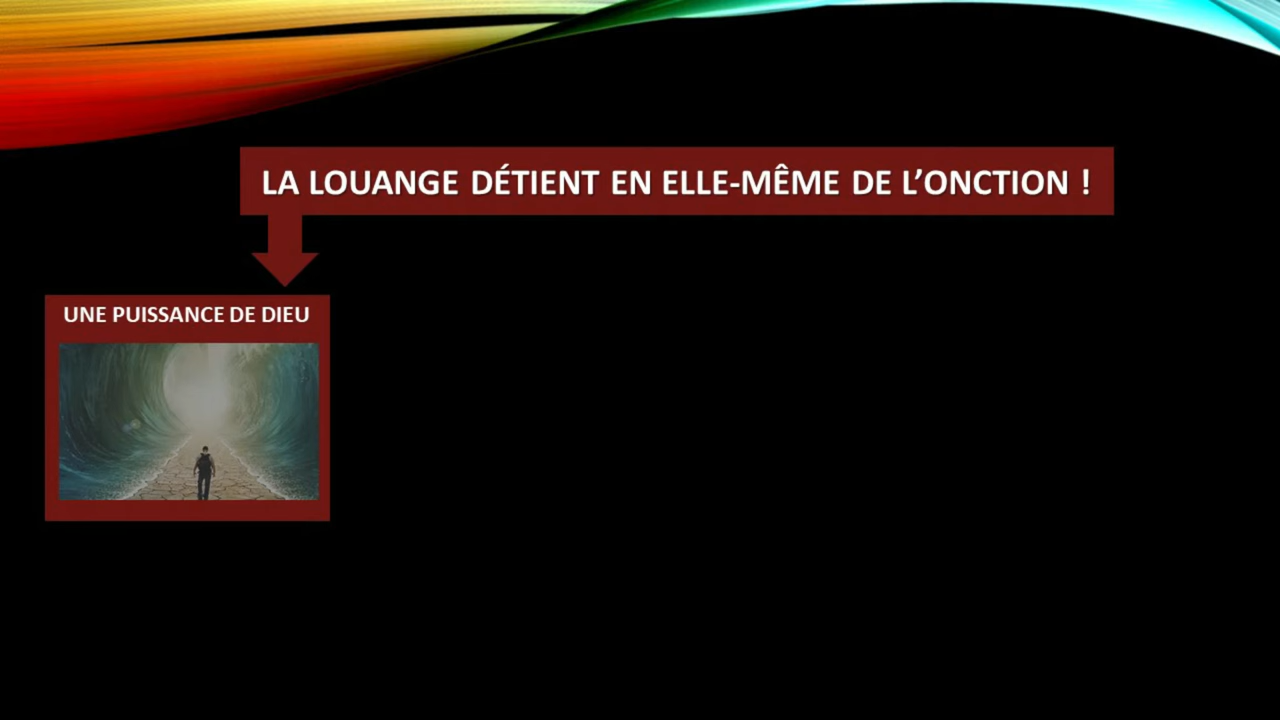 LA LOUANGE DÉTIENT EN ELLE-MÊME DE L’ONCTION !
UNE PUISSANCE DE DIEU